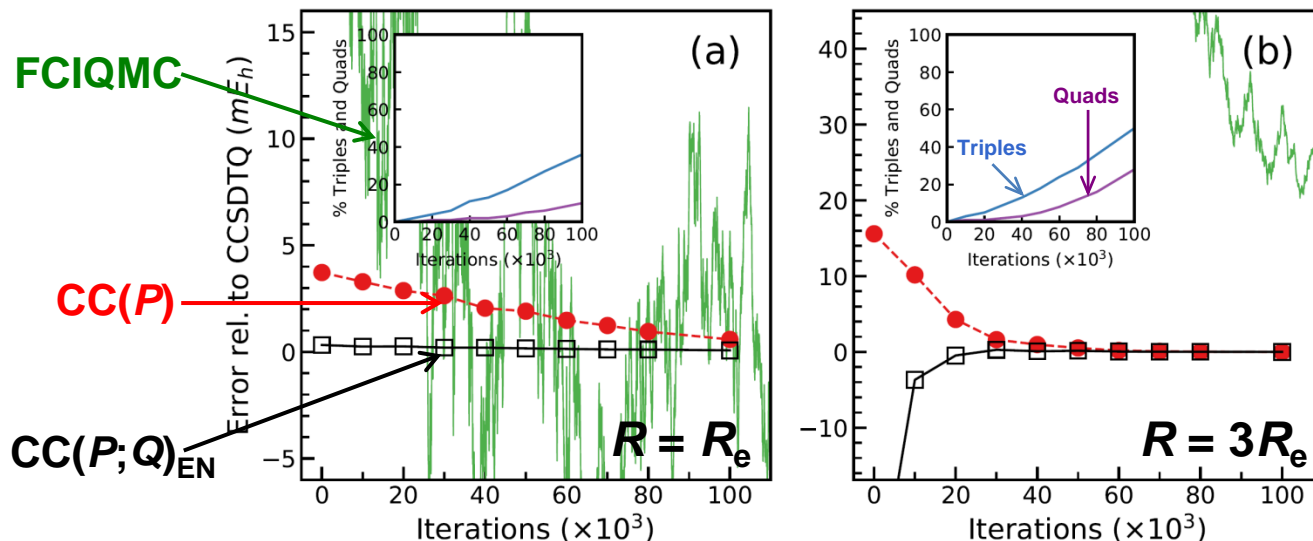 FCIQMC
CC(P)
CC(P;Q)EN
Error rel. to CCSDTQ (mEh)
15
10
5
0
−5
(a)
% Triples and Quads
100
80
60
40
20
0
0 20 40 60 80 100
Iterations (×10³)
R = Re
0 20 40 60 80 100
Iterations (×10³)
40
30
20
10
0
−10
(b)
% Triples and Quads
100
80
60
40
20
0
Quads
Triples
0 20 40 60 80 100
Iterations (×10³)
R = 3Re
0 20 40 60 80 100
Iterations (×10³)